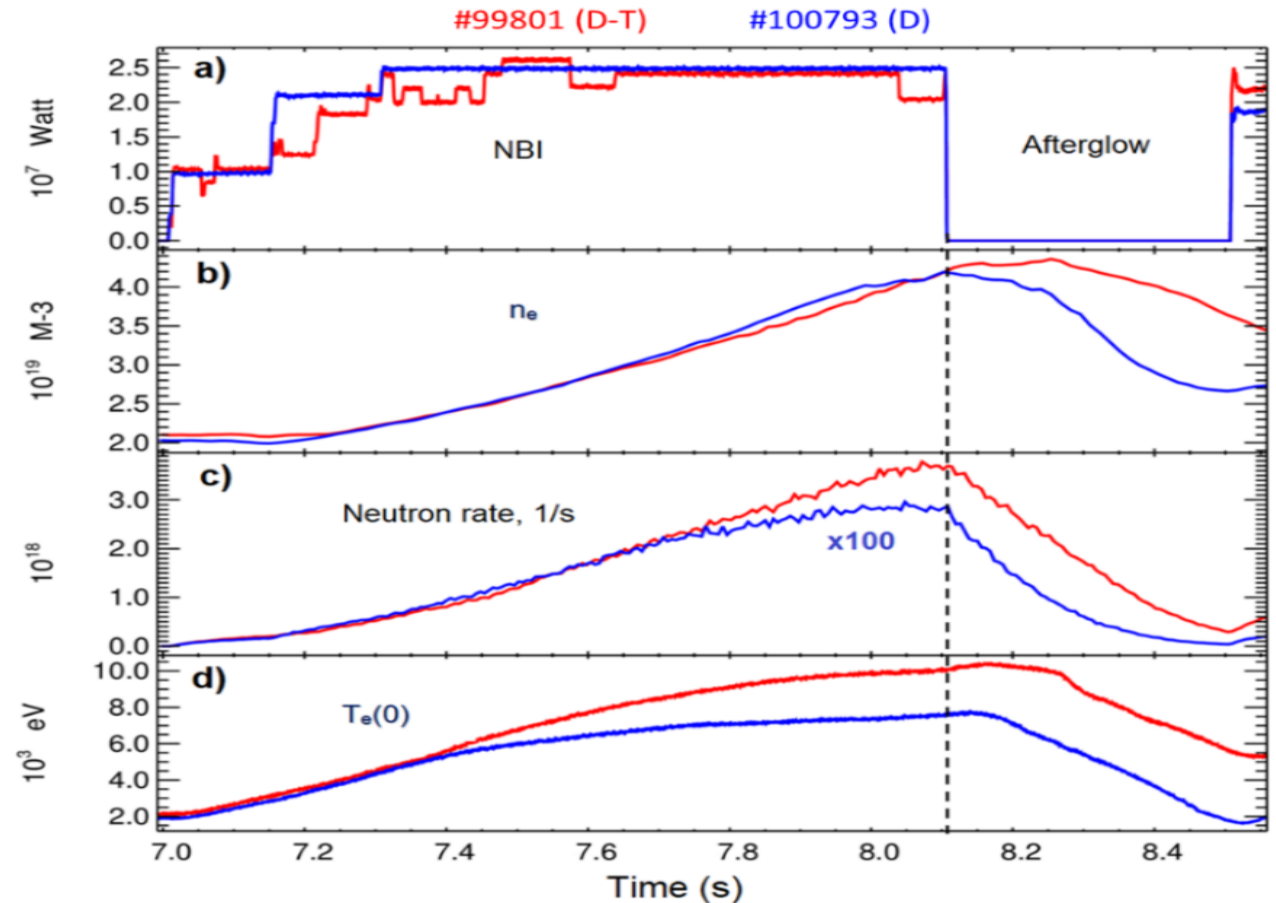 #99801 (D-T) #100793 (D)
a)
10⁷ Watt
2.5
2.0
1.5
1.0
0.5
0.0
NBI
Afterglow
b)
10¹⁹ M-3
4.0
3.5
3.0
2.5
2.0
nₑ
c)
10¹⁸
3.0
2.0
1.0
0.0
Neutron rate, 1/s
x100
d)
10³ eV
10.0
8.0
6.0
4.0
2.0
Tₑ(0)
7.0 7.2 7.4 7.6 7.8 8.0 8.2 8.4
Time (s)